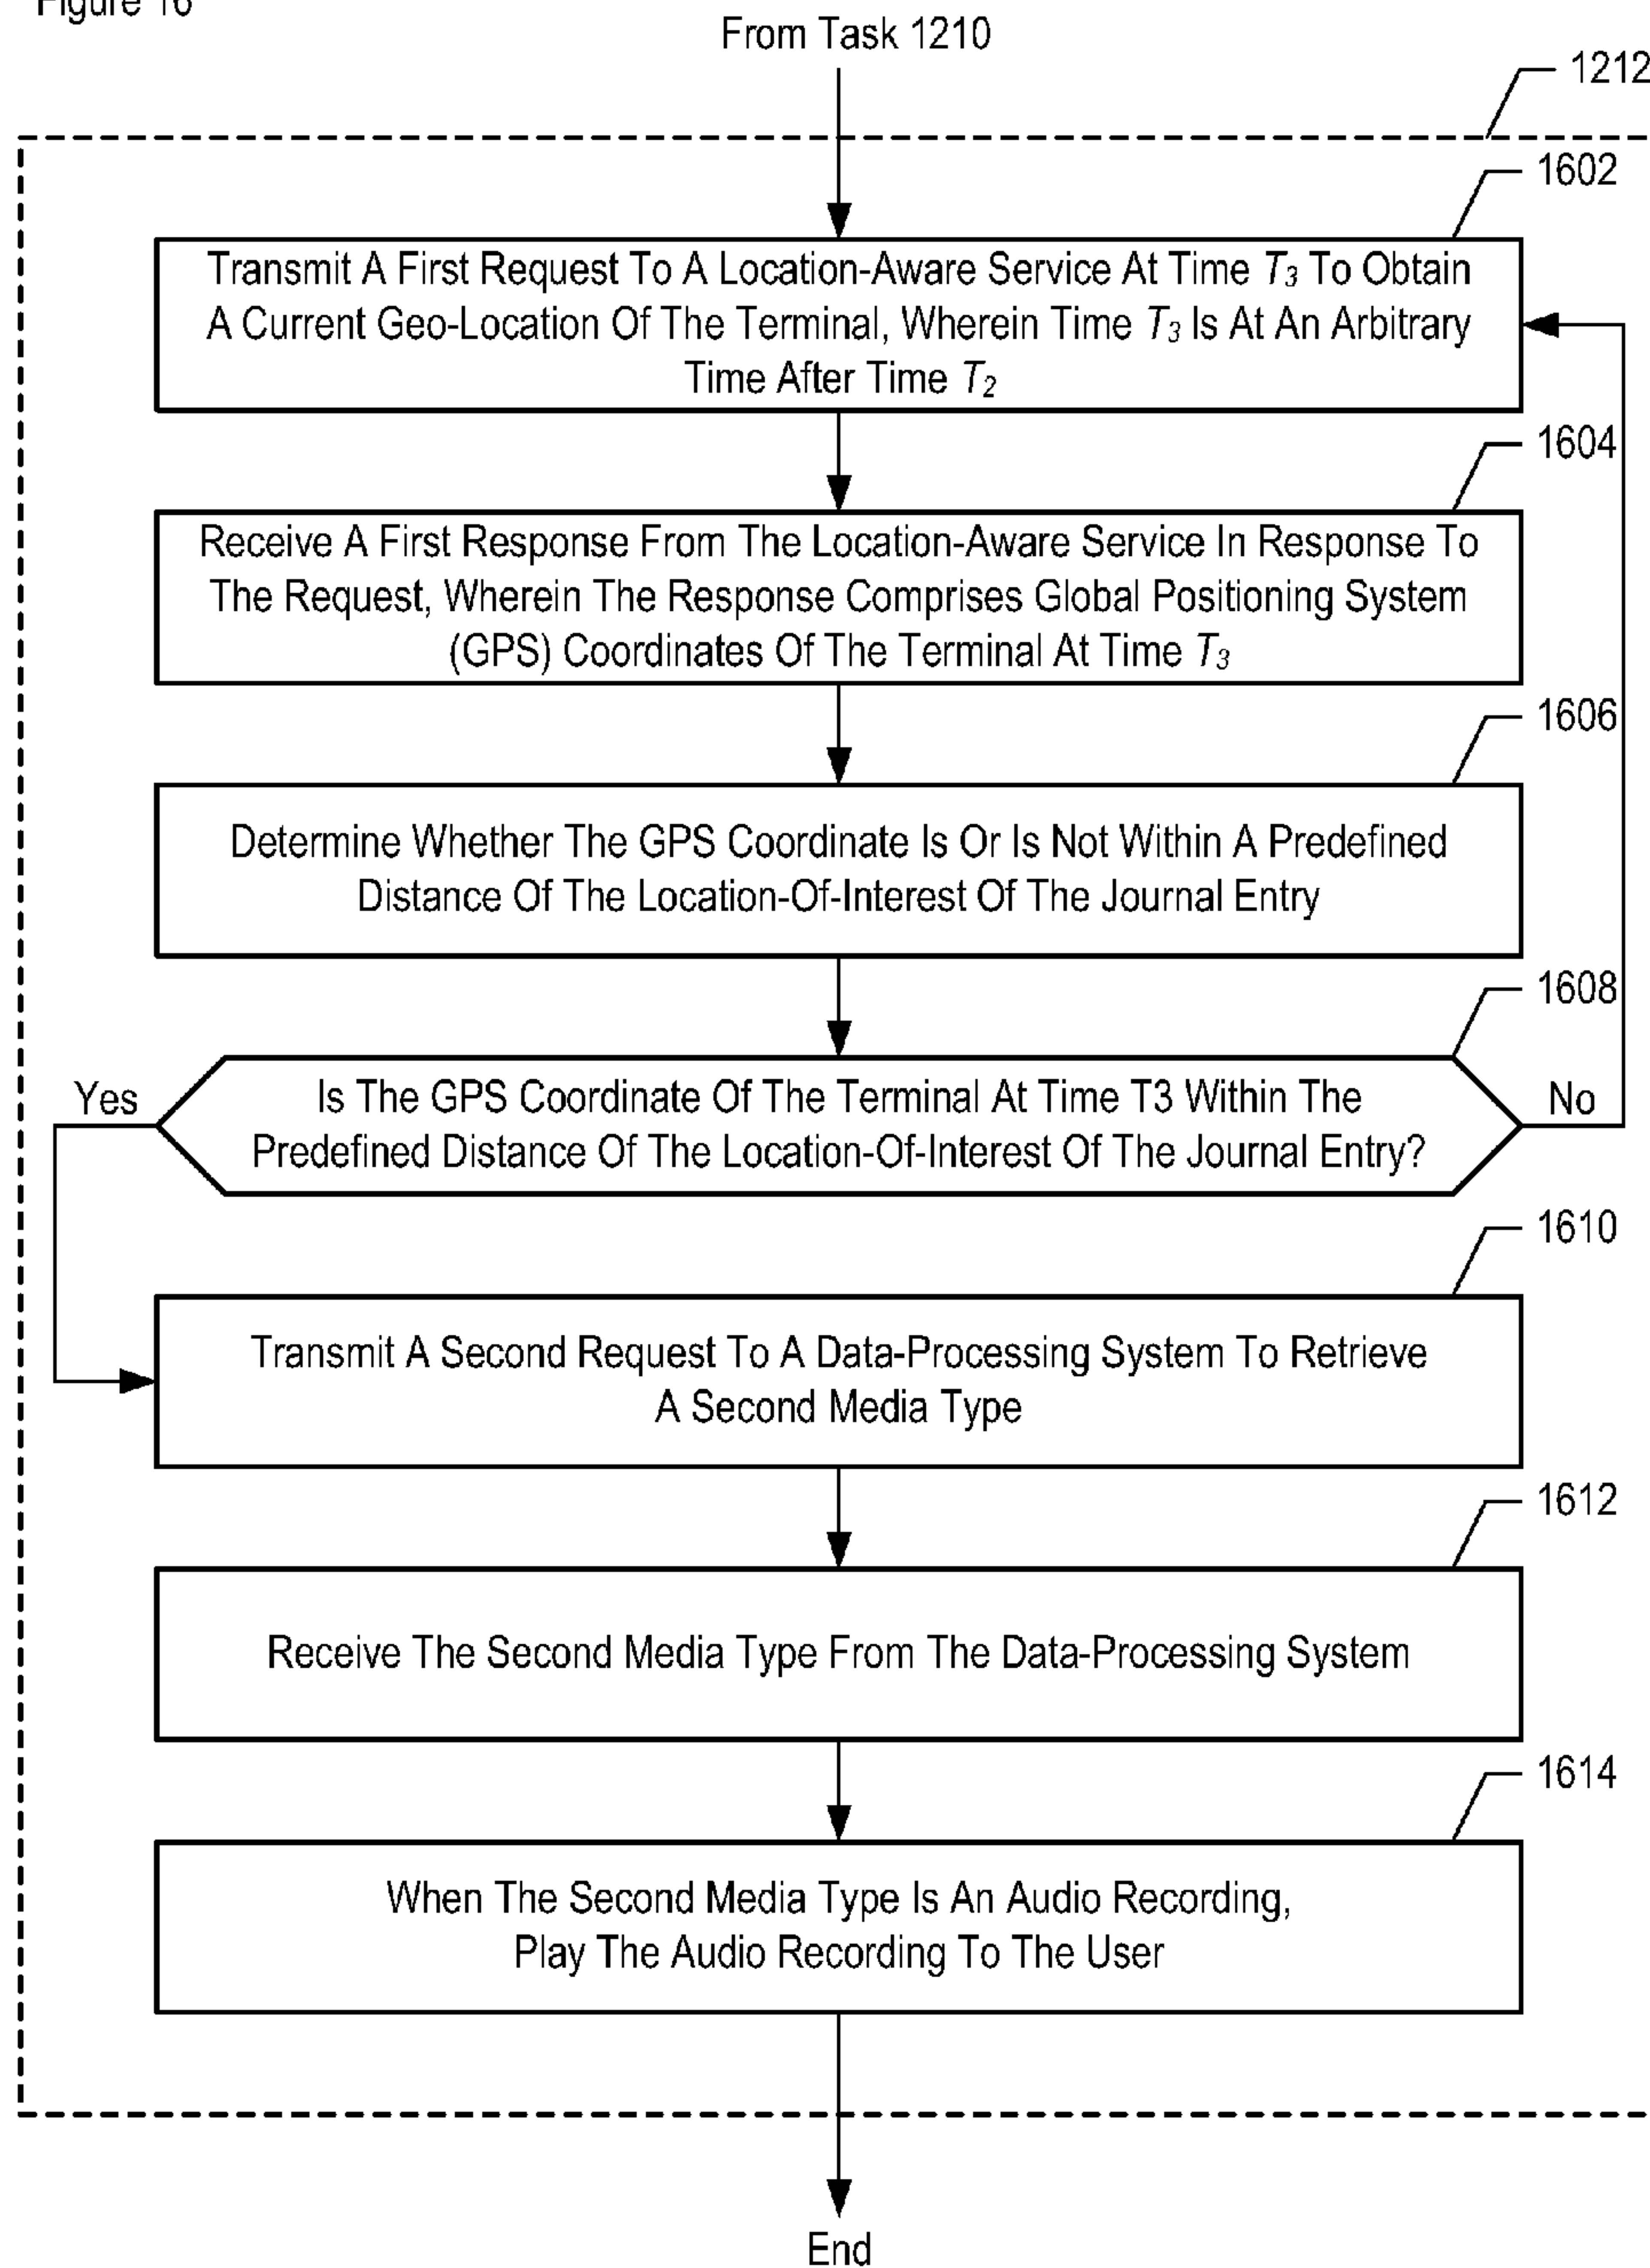 Figure 16
From Task 1210
1212
1602
Transmit A First Request To A Location-Aware Service At Time T₃ To Obtain
A Current Geo-Location Of The Terminal, Wherein Time T₃ Is At An Arbitrary
Time After Time T₂
1604
Receive A First Response From The Location-Aware Service In Response To
The Request, Wherein The Response Comprises Global Positioning System
(GPS) Coordinates Of The Terminal At Time T₃
1606
Determine Whether The GPS Coordinate Is Or Is Not Within A Predefined
Distance Of The Location-Of-Interest Of The Journal Entry
1608
Yes
Is The GPS Coordinate Of The Terminal At Time T3 Within The
Predefined Distance Of The Location-Of-Interest Of The Journal Entry?
No
1610
Transmit A Second Request To A Data-Processing System To Retrieve
A Second Media Type
1612
Receive The Second Media Type From The Data-Processing System
1614
When The Second Media Type Is An Audio Recording,
Play The Audio Recording To The User
End